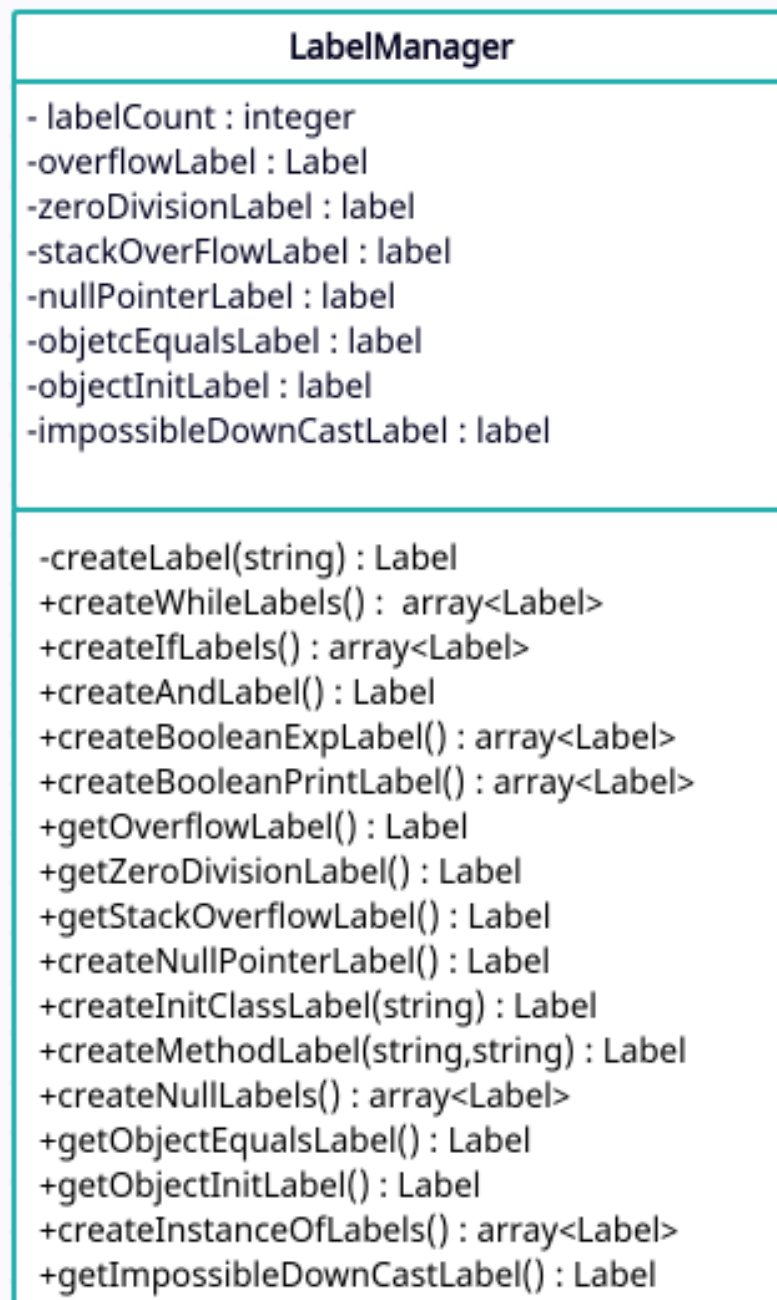 LabelManager
- labelCount : integer
-overflowLabel : Label
-zeroDivisionLabel : label
-stackOverFlowLabel : label
-nullPointerLabel : label
-objetcEqualsLabel : label
-objectInitLabel : label
-impossibleDownCastLabel : label
-createLabel(string) : Label
+createWhileLabels() :  array<Label>
+createIfLabels() : array<Label>
+createAndLabel() : Label
+createBooleanExpLabel() : array<Label>
+createBooleanPrintLabel() : array<Label>
+getOverflowLabel() : Label
+getZeroDivisionLabel() : Label
+getStackOverflowLabel() : Label
+createNullPointerLabel() : Label
+createInitClassLabel(string) : Label
+createMethodLabel(string,string) : Label
+createNullLabels() : array<Label>
+getObjectEqualsLabel() : Label
+getObjectInitLabel() : Label
+createInstanceOfLabels() : array<Label>
+getImpossibleDownCastLabel() : Label